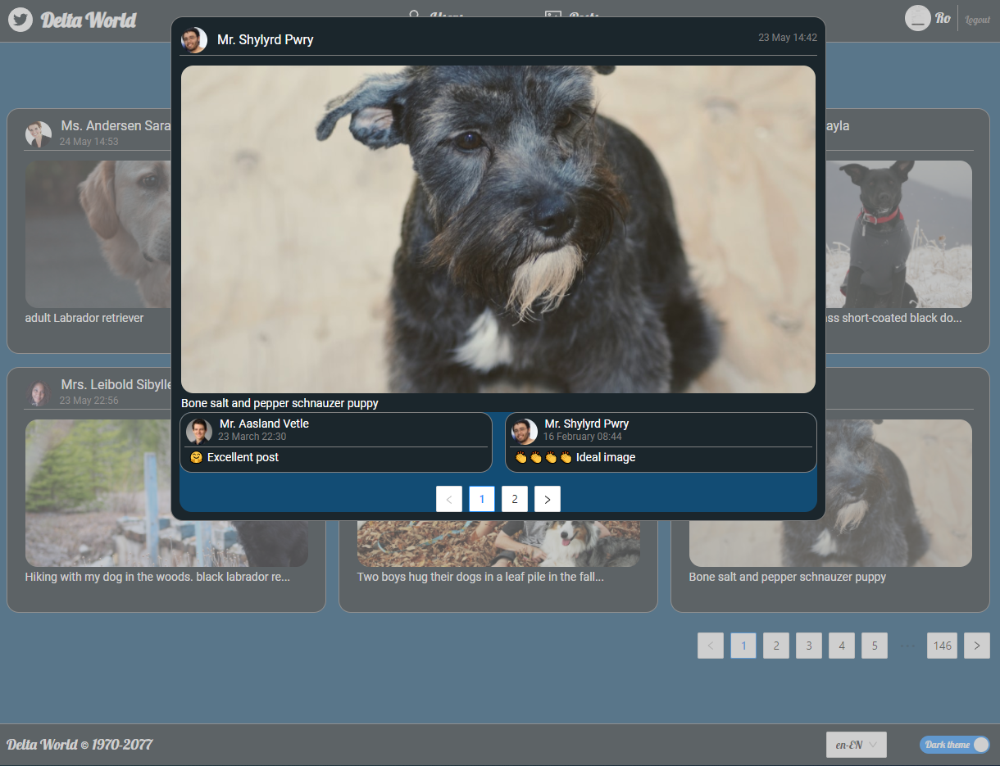 Delta World
Users
Posts
Ro
Logout
Mr. Shylyrd Pwry
23 May 14:42
Ms. Andersen Sara
24 May 14:53
ayla
adult Labrador retriever
ss short-coated black do...
Mrs. Leibold Sibylle
23 May 22:56
Bone salt and pepper schnauzer puppy
Mr. Aasland Vetle
23 March 22:30
🤗 Excellent post
Mr. Shylyrd Pwry
16 February 08:44
👏👏👏👏 Ideal image
< 1 2 >
Hiking with my dog in the woods. black labrador re...
Two boys hug their dogs in a leaf pile in the fall...
Bone salt and pepper schnauzer puppy
< 1 2 3 4 5 ··· 146 >
Delta World © 1970-2077
en-EN
Dark theme